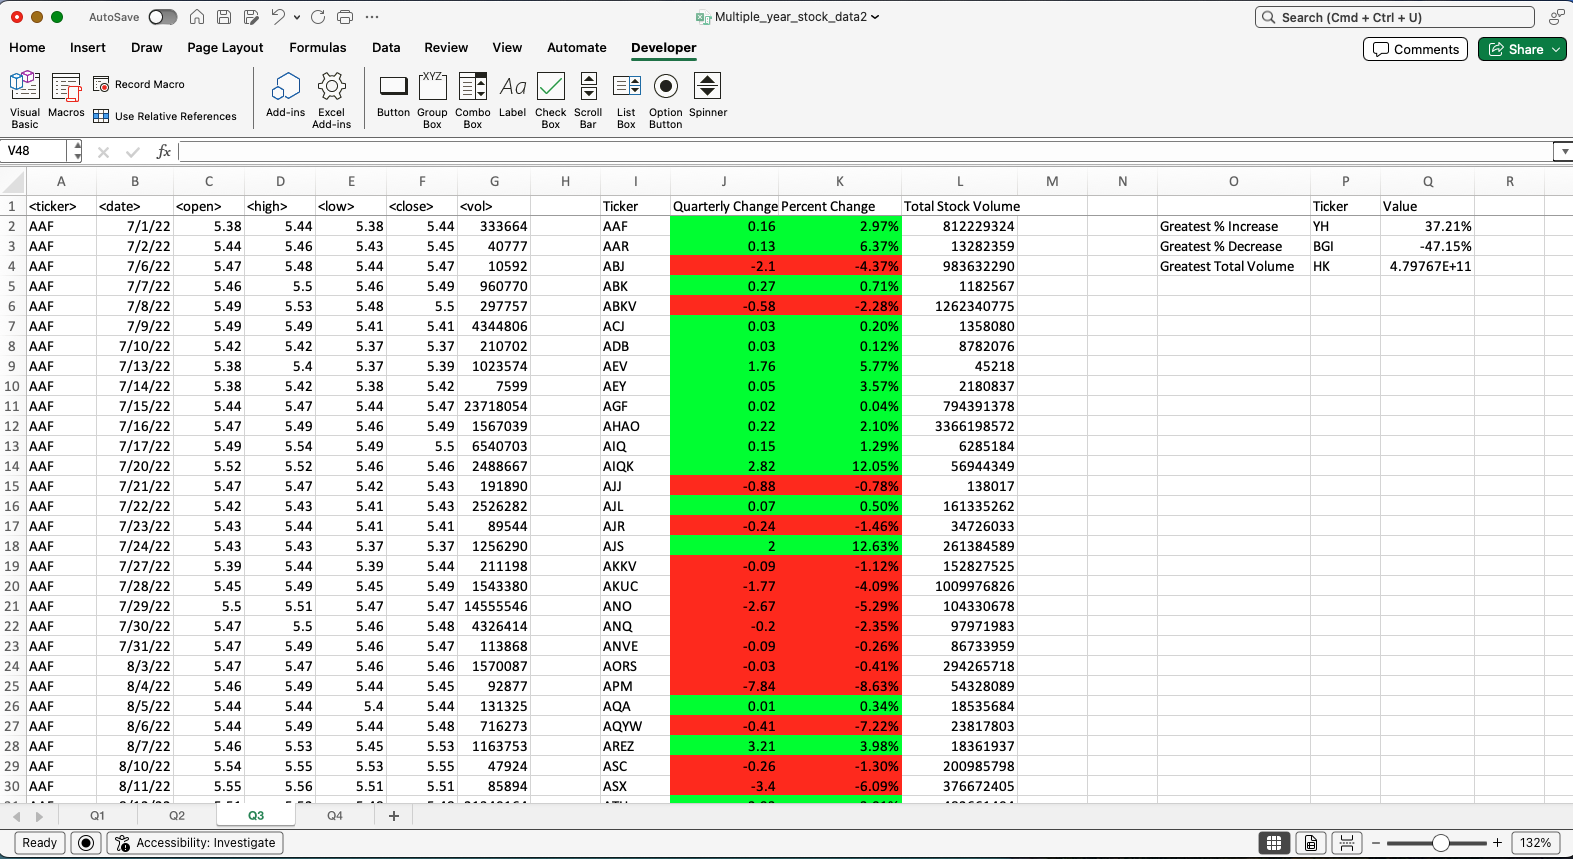 AutoSave
Multiple_year_stock_data2
Search (Cmd + Ctrl + U)
Home Insert Draw Page Layout Formulas Data Review View Automate Developer
Comments Share
Visual Basic Macros Record Macro Use Relative References Add-ins Excel Add-ins Button Group Box Combo Box Label Check Box Scroll Bar List Box Option Button Spinner
XYZ Aa
V48 fx
A B C D E F G H I J K L M N O P Q R
1 <ticker> <date> <open> <high> <low> <close> <vol> Ticker Quarterly Change Percent Change Total Stock Volume Ticker Value
2 AAF 7/1/22 5.38 5.44 5.38 5.44 333664 AAF 0.16 2.97% 812229324 Greatest % Increase YH 37.21%
3 AAF 7/2/22 5.44 5.46 5.43 5.45 40777 AAR 0.13 6.37% 13282359 Greatest % Decrease BGI -47.15%
4 AAF 7/6/22 5.47 5.48 5.44 5.47 10592 ABJ -2.1 -4.37% 983632290 Greatest Total Volume HK 4.79767E+11
5 AAF 7/7/22 5.46 5.5 5.46 5.49 960770 ABK 0.27 0.71% 1182567
6 AAF 7/8/22 5.49 5.53 5.48 5.5 297757 ABKV -0.58 -2.28% 1262340775
7 AAF 7/9/22 5.49 5.49 5.41 5.41 4344806 ACJ 0.03 0.20% 1358080
8 AAF 7/10/22 5.42 5.42 5.37 5.37 210702 ADB 0.03 0.12% 8782076
9 AAF 7/13/22 5.38 5.4 5.37 5.39 1023574 AEV 1.76 5.77% 45218
10 AAF 7/14/22 5.38 5.42 5.38 5.42 7599 AEY 0.05 3.57% 2180837
11 AAF 7/15/22 5.44 5.47 5.44 5.47 23718054 AGF 0.02 0.04% 794391378
12 AAF 7/16/22 5.47 5.49 5.46 5.49 1567039 AHAO 0.22 2.10% 3366198572
13 AAF 7/17/22 5.49 5.54 5.49 5.5 6540703 AIQ 0.15 1.29% 6285184
14 AAF 7/20/22 5.52 5.52 5.46 5.46 2488667 AIQK 2.82 12.05% 56944349
15 AAF 7/21/22 5.47 5.47 5.42 5.43 191890 AJJ -0.88 -0.78% 138017
16 AAF 7/22/22 5.42 5.43 5.41 5.43 2526282 AJL 0.07 0.50% 161335262
17 AAF 7/23/22 5.43 5.44 5.41 5.41 89544 AJR -0.24 -1.46% 34726033
18 AAF 7/24/22 5.43 5.43 5.37 5.37 1256290 AJS 2 12.63% 261384589
19 AAF 7/27/22 5.39 5.44 5.39 5.44 211198 AKKV -0.09 -1.12% 152827525
20 AAF 7/28/22 5.45 5.49 5.45 5.49 1543380 AKUC -1.77 -4.09% 1009976826
21 AAF 7/29/22 5.5 5.51 5.47 5.47 14555546 ANO -2.67 -5.29% 104330678
22 AAF 7/30/22 5.47 5.5 5.46 5.48 4326414 ANQ -0.2 -2.35% 97971983
23 AAF 7/31/22 5.47 5.49 5.46 5.47 113868 ANVE -0.09 -0.26% 86733959
24 AAF 8/3/22 5.47 5.47 5.46 5.46 1570087 AORS -0.03 -0.41% 294265718
25 AAF 8/4/22 5.46 5.49 5.44 5.45 92877 APM -7.84 -8.63% 54328089
26 AAF 8/5/22 5.44 5.44 5.4 5.44 131325 AQA 0.01 0.34% 18535684
27 AAF 8/6/22 5.44 5.49 5.44 5.48 716273 AQYW -0.41 -7.22% 23817803
28 AAF 8/7/22 5.46 5.53 5.45 5.53 1163753 AREZ 3.21 3.98% 18361937
29 AAF 8/10/22 5.54 5.55 5.53 5.55 47924 ASC -0.26 -1.30% 200985798
30 AAF 8/11/22 5.55 5.56 5.51 5.51 85894 ASX -3.4 -6.09% 376672405
Q1 Q2 Q3 Q4 +
Ready Accessibility: Investigate 132%